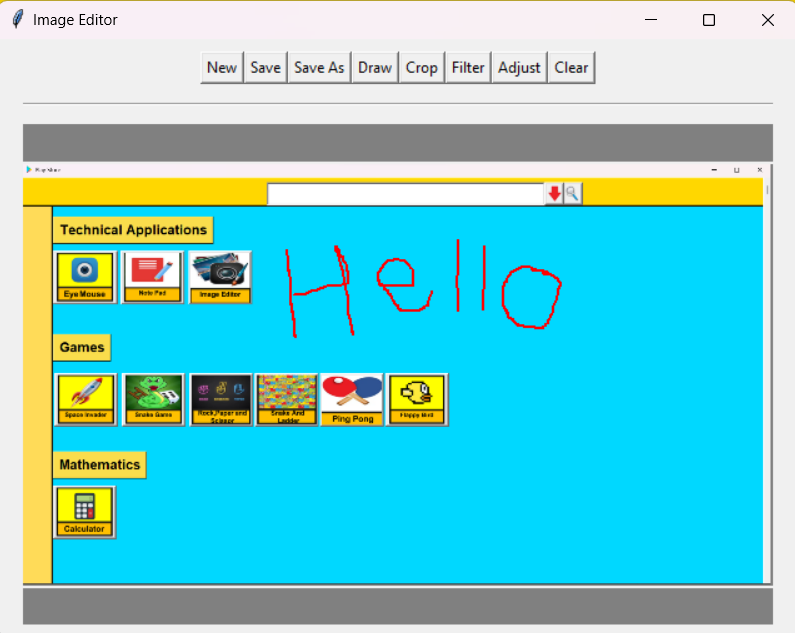 Image Editor
New Save Save As Draw Crop Filter Adjust Clear
Technical Applications
Hello
Eye Mouse Note Pad Image Editor
Games
Space Invader Snake Game Rock,Paper and Scissor Snake And Ladder Ping Pong Flappy Bird
Mathematics
Calculator